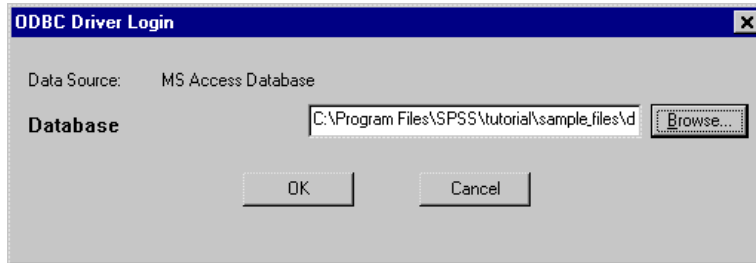 ODBC Driver Login
Data Source: MS Access Database
Database C:\Program Files\SPSS\tutorial\sample_files\d Browse...
OK Cancel